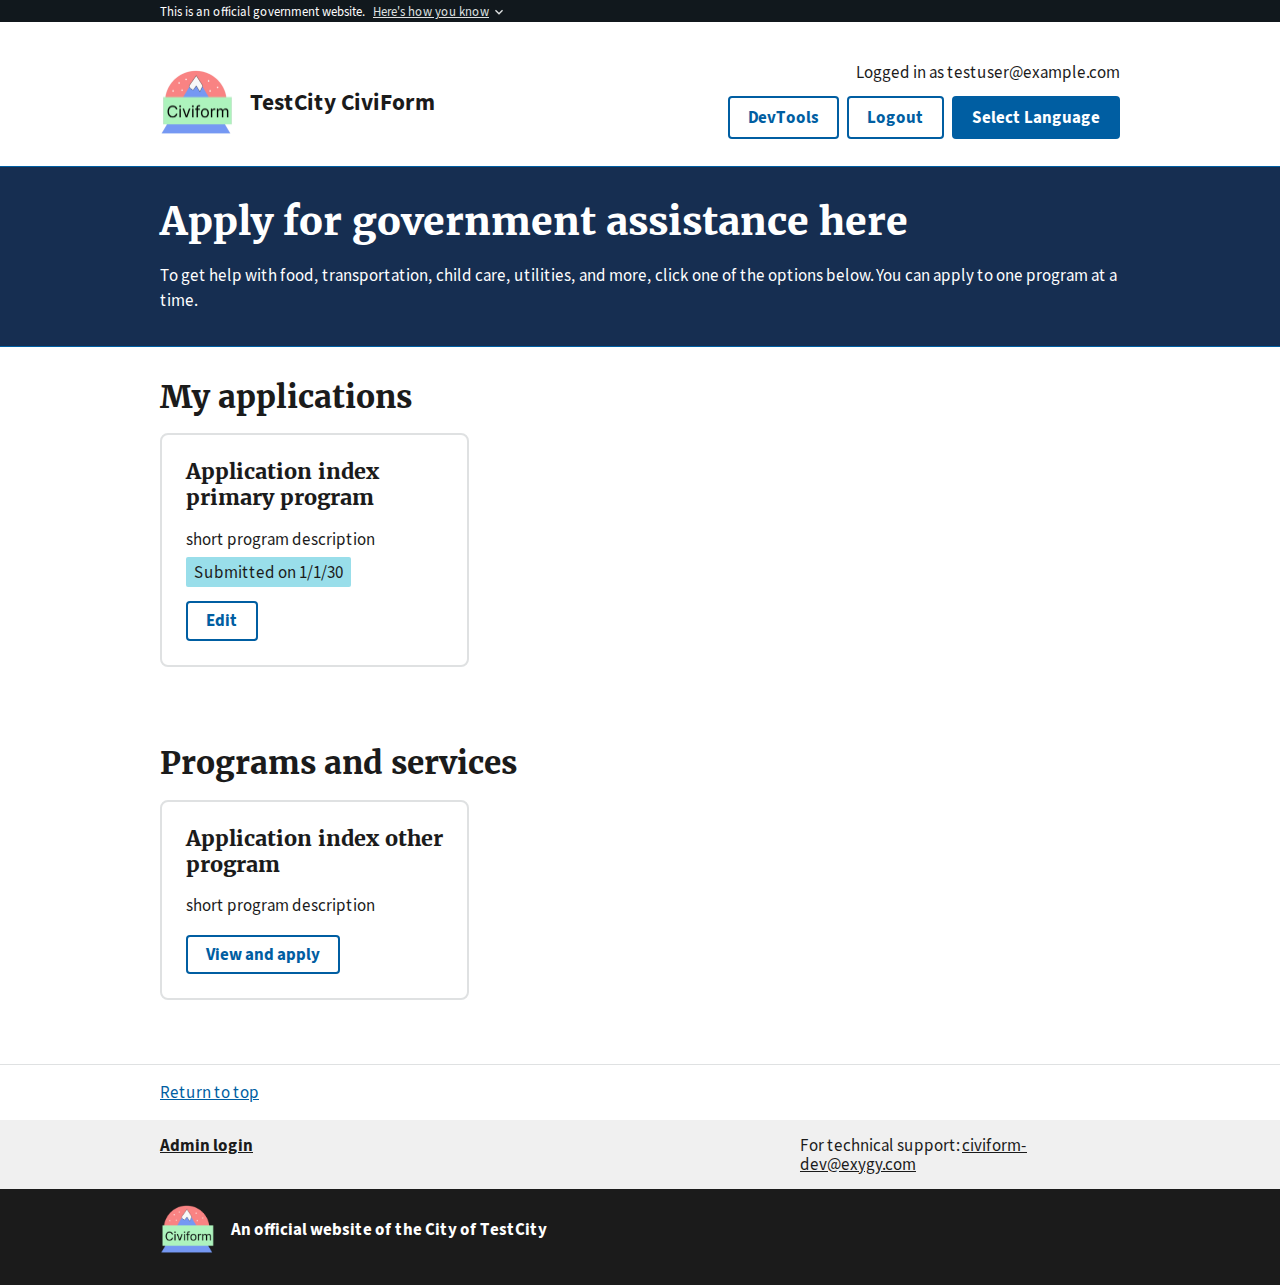 This is an official government website. Here's how you know
Logged in as testuser@example.com
Civiform
TestCity CiviForm
DevTools
Logout
Select Language
Apply for government assistance here
To get help with food, transportation, child care, utilities, and more, click one of the options below. You can apply to one program at a
time.
My applications
Application index
primary program
short program description
Submitted on 1/1/30
Edit
Programs and services
Application index other
program
short program description
View and apply
Return to top
Admin login
For technical support: civiform-
dev@exygy.com
Civiform
An official website of the City of TestCity